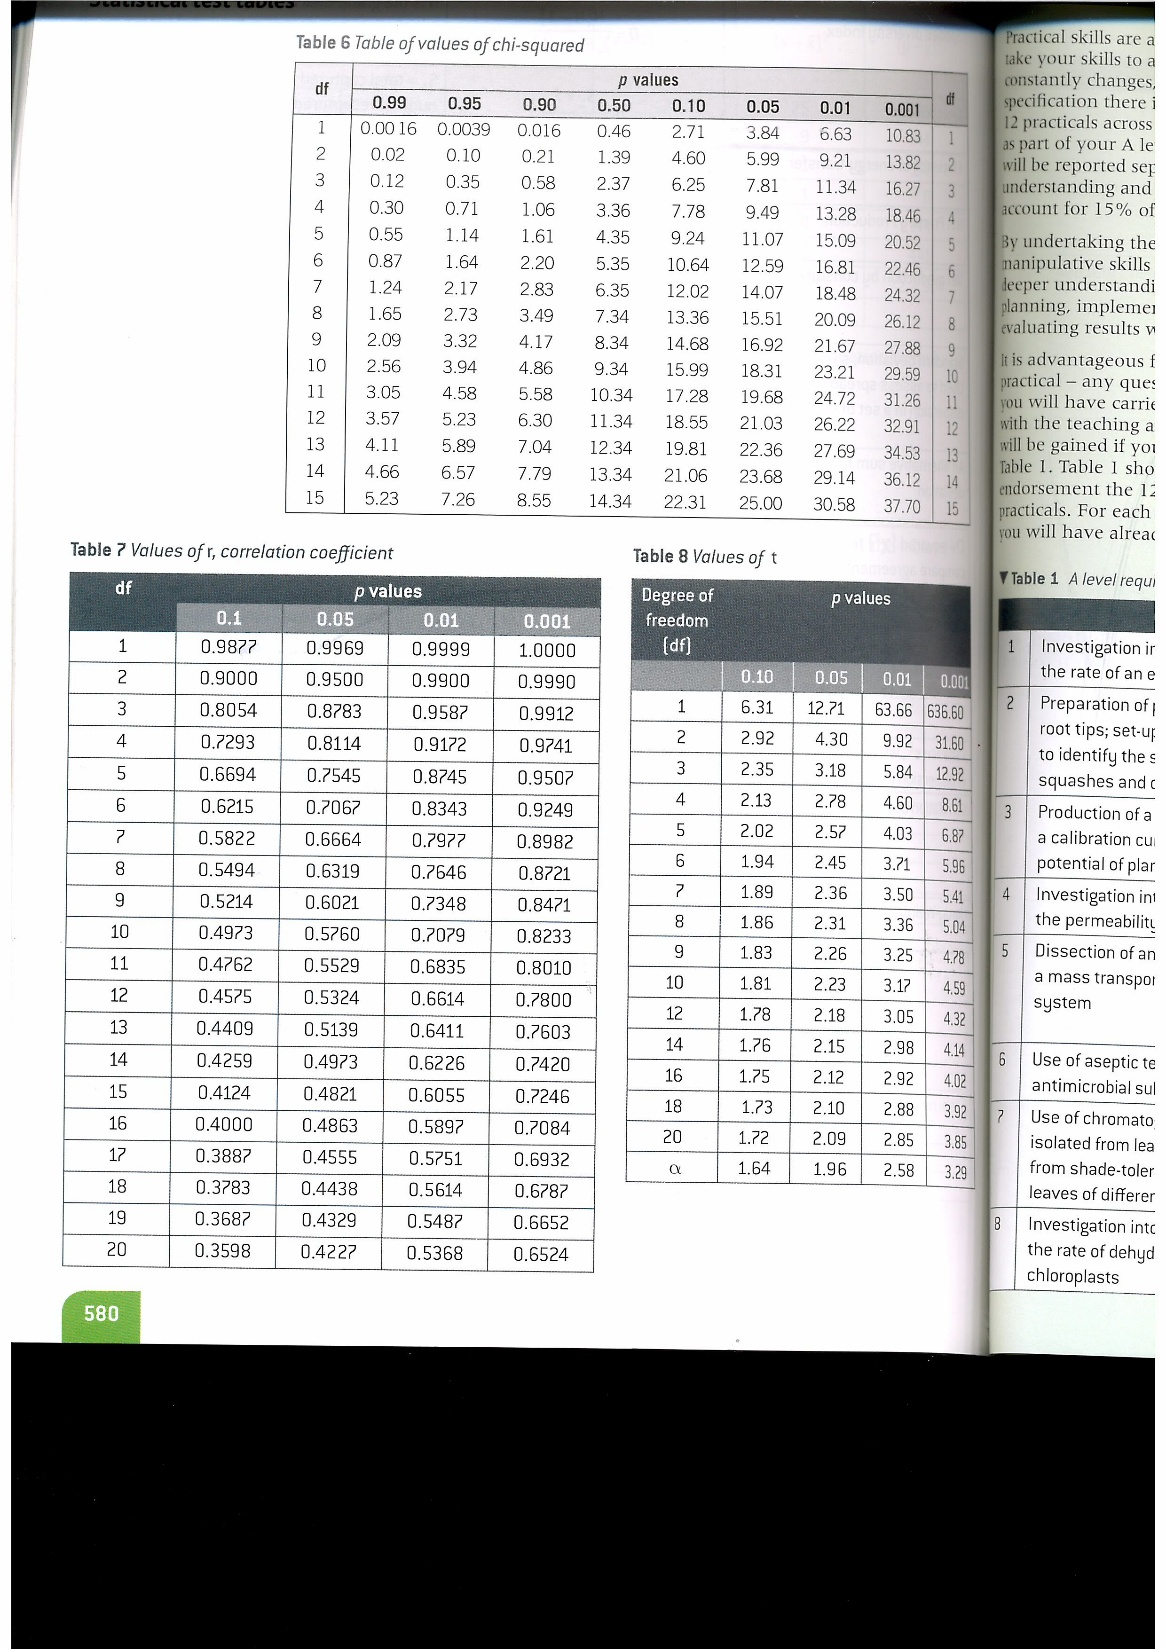 Statistical test tables
Table 6 Table of values of chi-squared
df p values df
0.99 0.95 0.90 0.50 0.10 0.05 0.01 0.001
1 0.00 16 0.0039 0.016 0.46 2.71 3.84 6.63 10.83 1
2 0.02 0.10 0.21 1.39 4.60 5.99 9.21 13.82 2
3 0.12 0.35 0.58 2.37 6.25 7.81 11.34 16.27 3
4 0.30 0.71 1.06 3.36 7.78 9.49 13.28 18.46 4
5 0.55 1.14 1.61 4.35 9.24 11.07 15.09 20.52 5
6 0.87 1.64 2.20 5.35 10.64 12.59 16.81 22.46 6
7 1.24 2.17 2.83 6.35 12.02 14.07 18.48 24.32 7
8 1.65 2.73 3.49 7.34 13.36 15.51 20.09 26.12 8
9 2.09 3.32 4.17 8.34 14.68 16.92 21.67 27.88 9
10 2.56 3.94 4.86 9.34 15.99 18.31 23.21 29.59 10
11 3.05 4.58 5.58 10.34 17.28 19.68 24.72 31.26 11
12 3.57 5.23 6.30 11.34 18.55 21.03 26.22 32.91 12
13 4.11 5.89 7.04 12.34 19.81 22.36 27.69 34.53 13
14 4.66 6.57 7.79 13.34 21.06 23.68 29.14 36.12 14
15 5.23 7.26 8.55 14.34 22.31 25.00 30.58 37.70 15
Table 7 Values of r, correlation coefficient
df p values
0.1 0.05 0.01 0.001
1 0.9877 0.9969 0.9999 1.0000
2 0.9000 0.9500 0.9900 0.9990
3 0.8054 0.8783 0.9587 0.9912
4 0.7293 0.8114 0.9172 0.9741
5 0.6694 0.7545 0.8745 0.9507
6 0.6215 0.7067 0.8343 0.9249
7 0.5822 0.6664 0.7977 0.8982
8 0.5494 0.6319 0.7646 0.8721
9 0.5214 0.6021 0.7348 0.8471
10 0.4973 0.5760 0.7079 0.8233
11 0.4762 0.5529 0.6835 0.8010
12 0.4575 0.5324 0.6614 0.7800
13 0.4409 0.5139 0.6411 0.7603
14 0.4259 0.4973 0.6226 0.7420
15 0.4124 0.4821 0.6055 0.7246
16 0.4000 0.4863 0.5897 0.7084
17 0.3887 0.4555 0.5751 0.6932
18 0.3783 0.4438 0.5614 0.6787
19 0.3687 0.4329 0.5487 0.6652
20 0.3598 0.4227 0.5368 0.6524
Table 8 Values of t
Degree of p values
freedom
[df]
0.10 0.05 0.01 0.001
1 6.31 12.71 63.66 636.60
2 2.92 4.30 9.92 31.60
3 2.35 3.18 5.84 12.92
4 2.13 2.78 4.60 8.61
5 2.02 2.57 4.03 6.87
6 1.94 2.45 3.71 5.96
7 1.89 2.36 3.50 5.41
8 1.86 2.31 3.36 5.04
9 1.83 2.26 3.25 4.78
10 1.81 2.23 3.17 4.59
12 1.78 2.18 3.05 4.32
14 1.76 2.15 2.98 4.14
16 1.75 2.12 2.92 4.02
18 1.73 2.10 2.88 3.92
20 1.72 2.09 2.85 3.85
α 1.64 1.96 2.58 3.29
580
Practical skills are a
take your skills to a
constantly changes,
specification there i
12 practicals across
as part of your A le
will be reported sep
understanding and
account for 15% of
By undertaking the
manipulative skills
deeper understandi
planning, implemen
evaluating results w
It is advantageous f
practical – any ques
you will have carrie
with the teaching a
will be gained if you
Table 1. Table 1 sho
endorsement the 12
practicals. For each
you will have alread
▼ Table 1 A level requi
1 Investigation in
the rate of an e
2 Preparation of p
root tips; set-up
to identify the s
squashes and c
3 Production of a
a calibration cu
potential of plan
4 Investigation int
the permeability
5 Dissection of an
a mass transpor
system
6 Use of aseptic te
antimicrobial sul
7 Use of chromato
isolated from lea
from shade-toler
leaves of differen
8 Investigation into
the rate of dehyd
chloroplasts